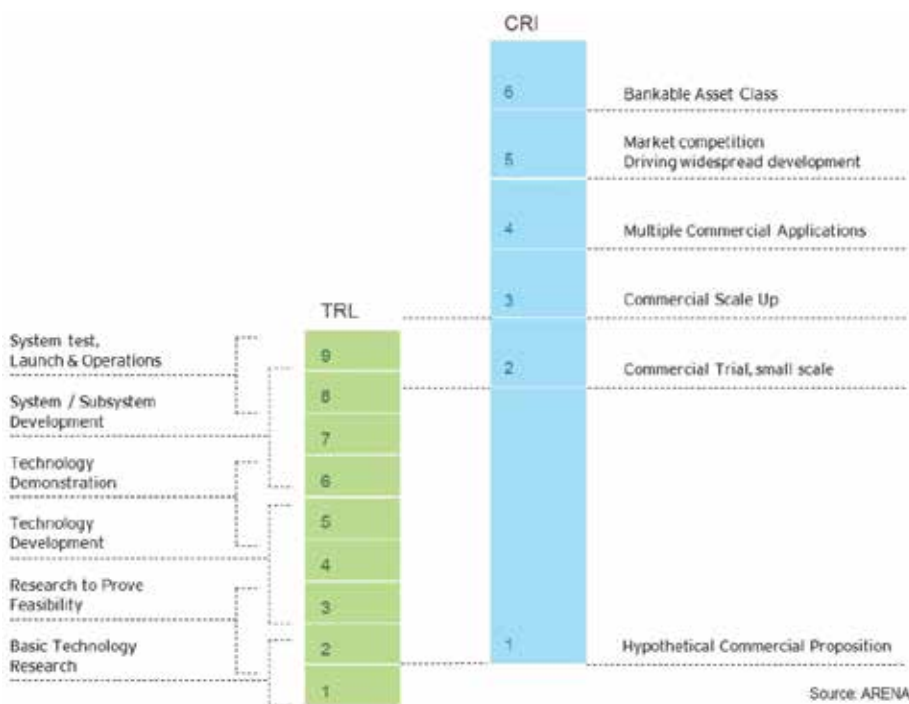 CRI
6
Bankable Asset Class
5
Market competition
Driving widespread development
4
Multiple Commercial Applications
3
Commercial Scale Up
2
Commercial Trial, small scale
1
Hypothetical Commercial Proposition
TRL
9
8
7
6
5
4
3
2
1
System test,
Launch & Operations
System / Subsystem
Development
Technology
Demonstration
Technology
Development
Research to Prove
Feasibility
Basic Technology
Research
Source: ARENA